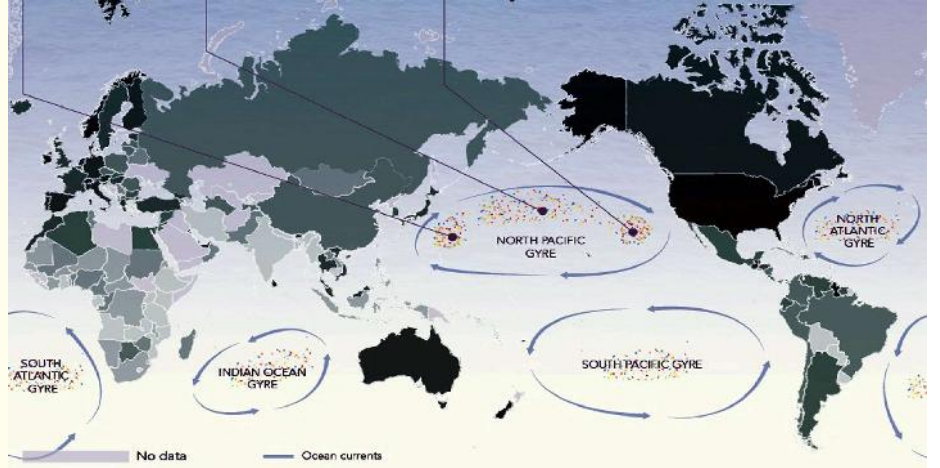 NORTH PACIFIC
GYRE
NORTH
ATLANTIC
GYRE
SOUTH
ATLANTIC
GYRE
INDIAN OCEAN
GYRE
SOUTH PACIFIC GYRE
No data
Ocean currents